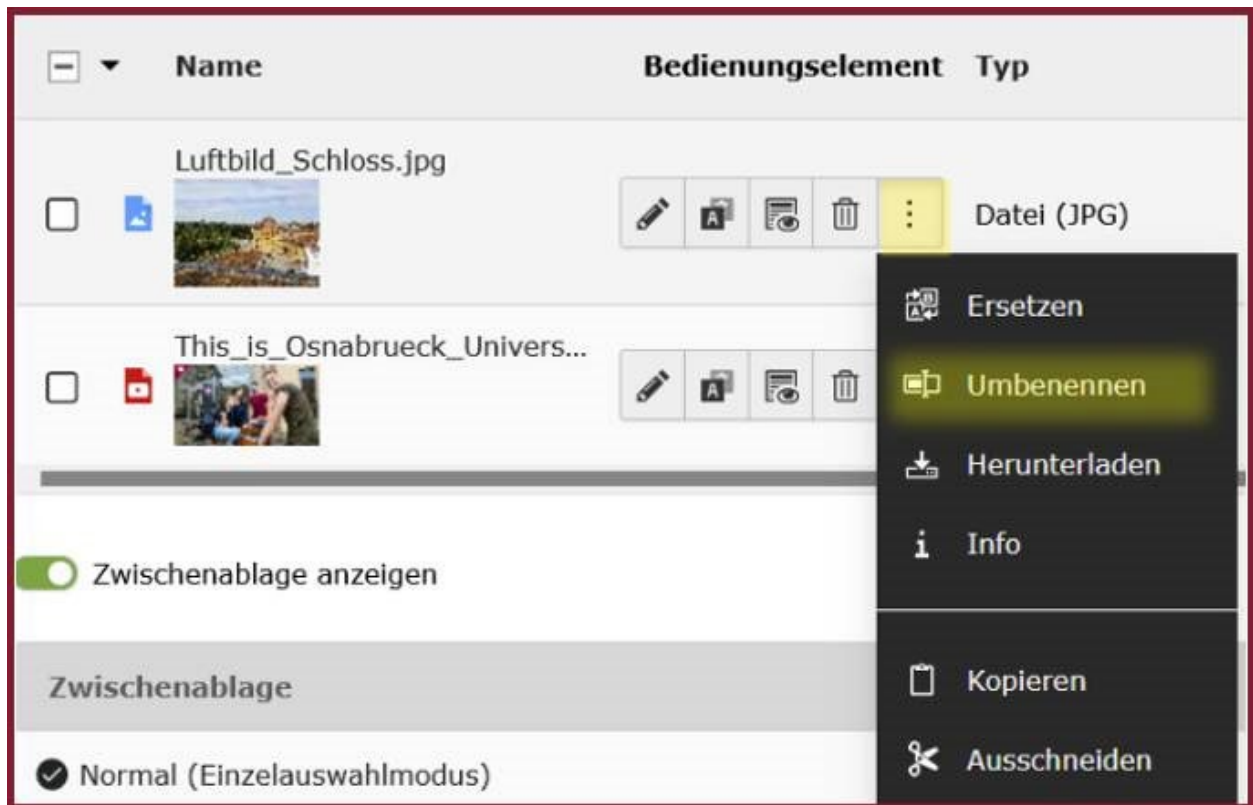 Name Bedienungselement Typ
Luftbild_Schloss.jpg
Datei (JPG)
This_is_Osnabrueck_Univers...
Ersetzen
Umbenennen
Herunterladen
Info
Kopieren
Ausschneiden
Zwischenablage anzeigen
Zwischenablage
Normal (Einzelauswahlmodus)